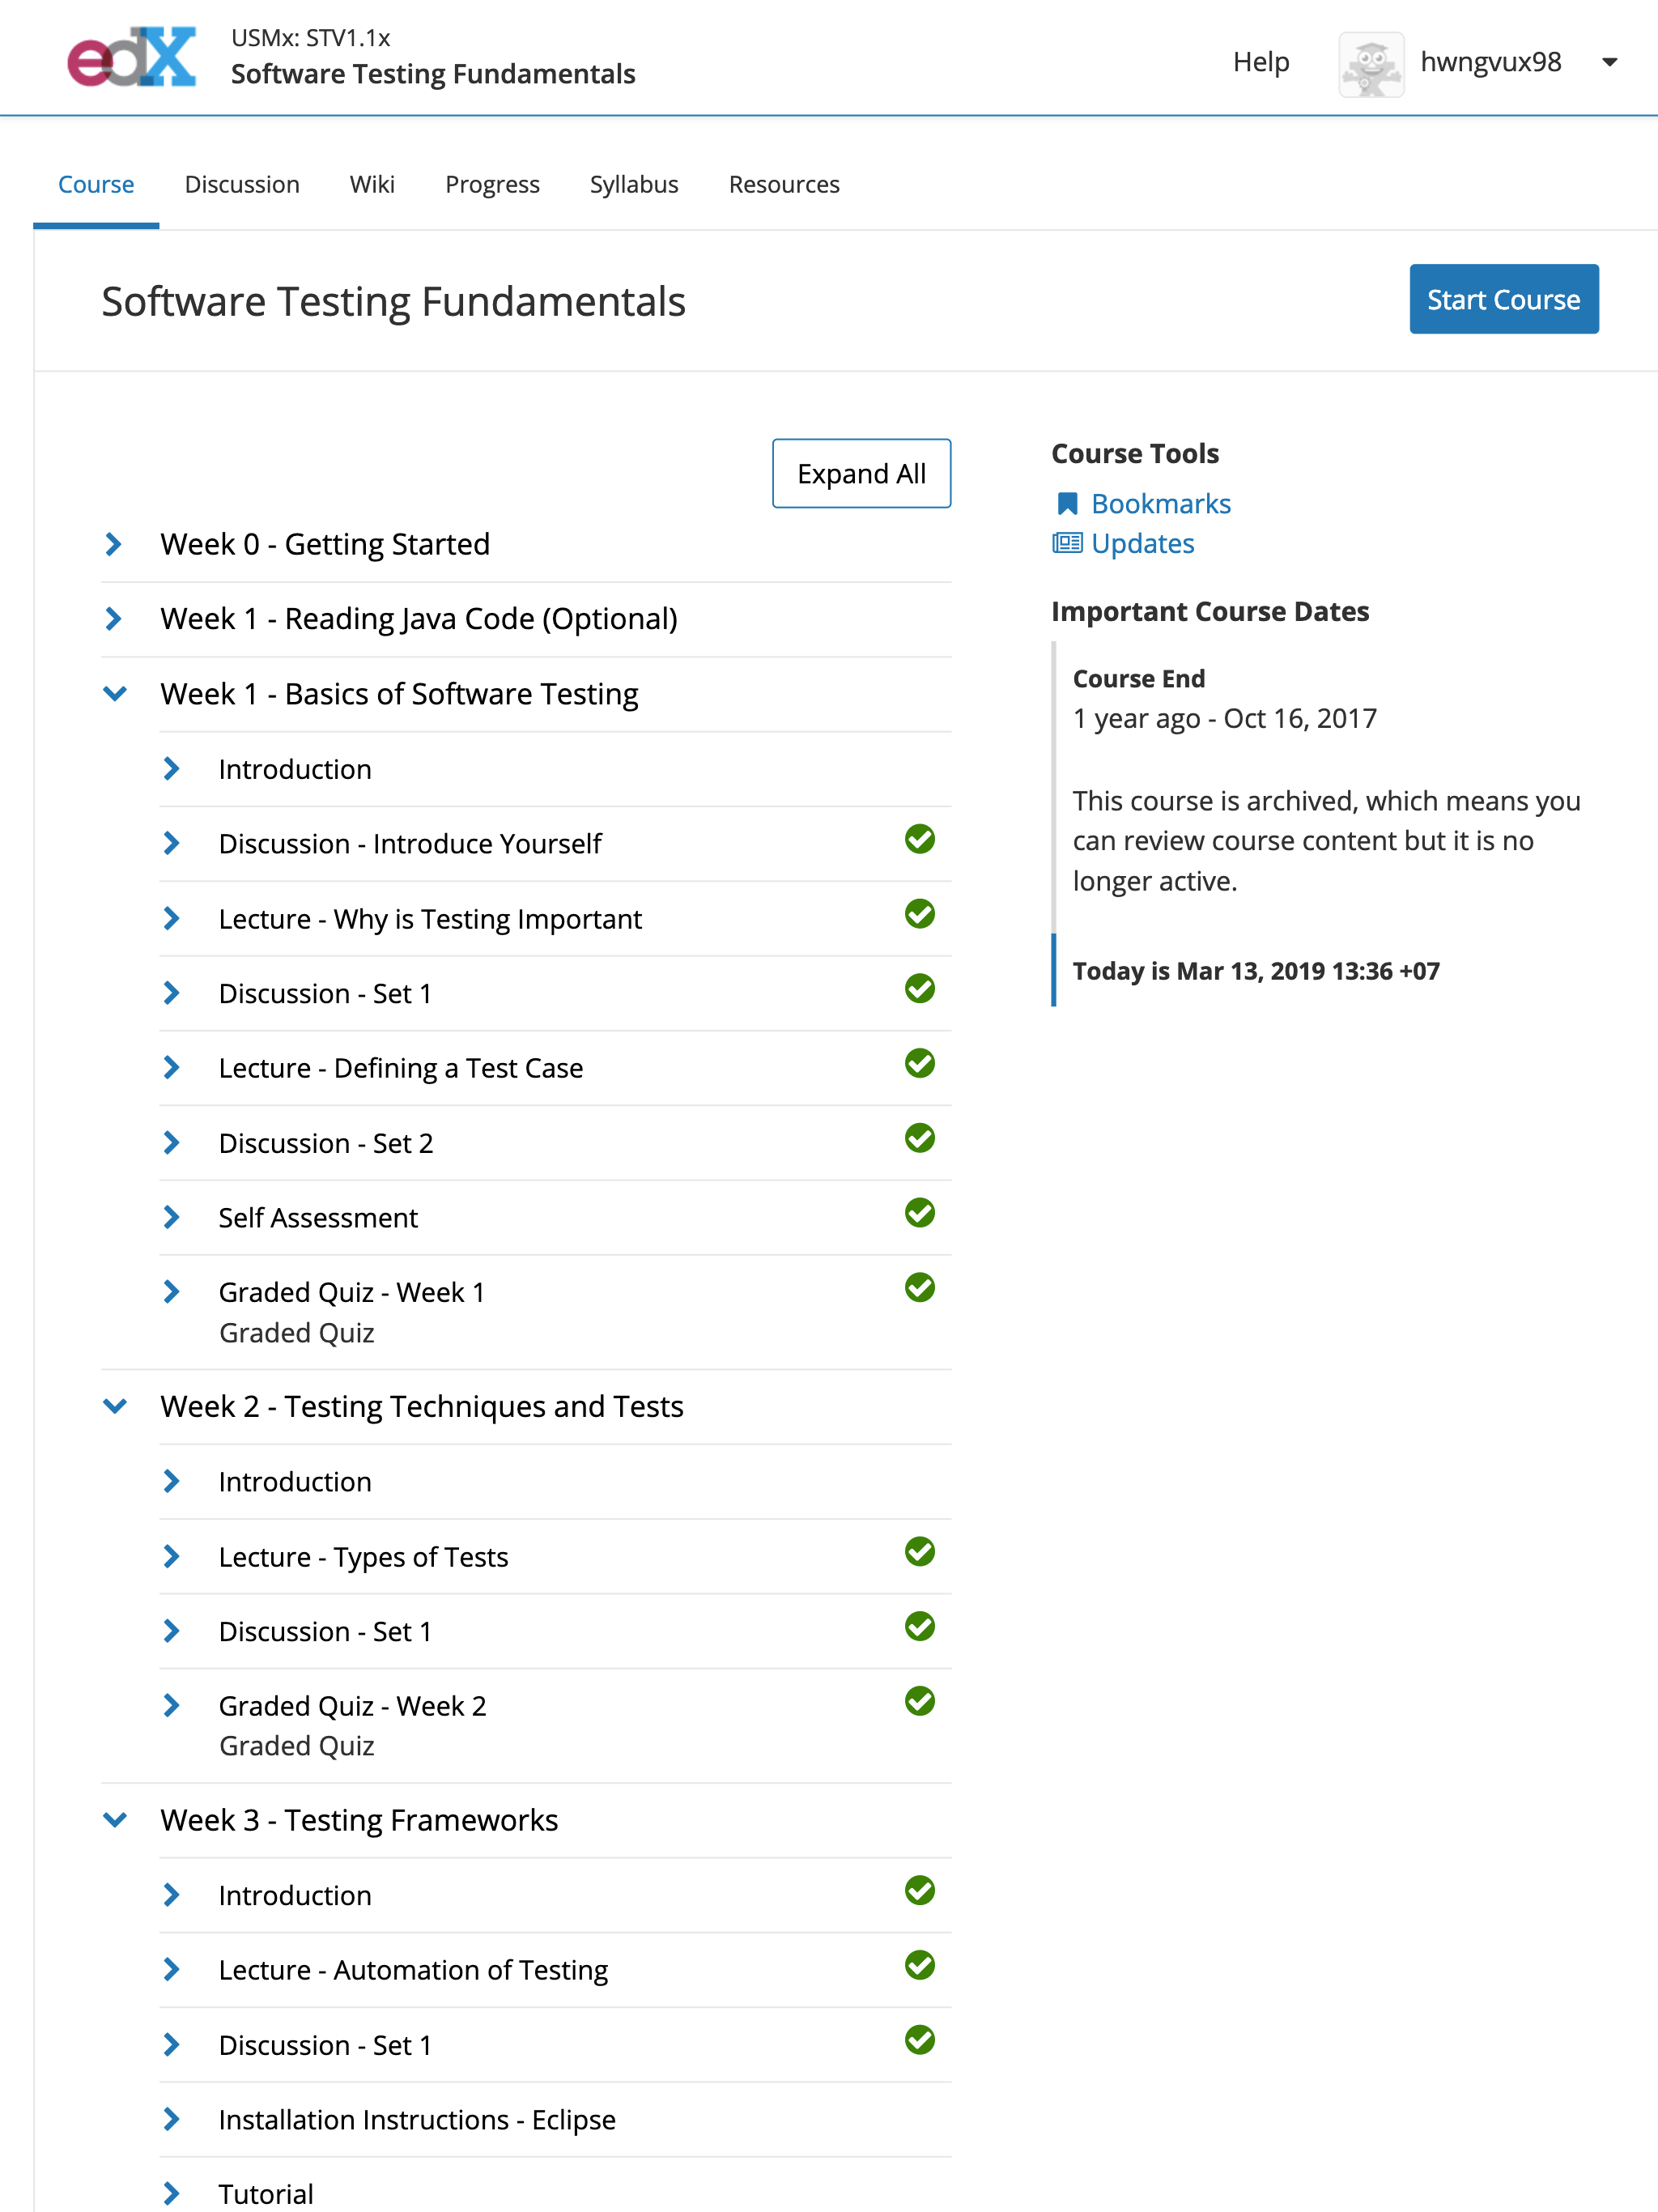 edX
USMx: STV1.1x
Software Testing Fundamentals
Help
hwngvux98
Course
Discussion
Wiki
Progress
Syllabus
Resources
Software Testing Fundamentals
Start Course
Expand All
Week 0 - Getting Started
Week 1 - Reading Java Code (Optional)
Week 1 - Basics of Software Testing
Introduction
Discussion - Introduce Yourself
Lecture - Why is Testing Important
Discussion - Set 1
Lecture - Defining a Test Case
Discussion - Set 2
Self Assessment
Graded Quiz - Week 1
Graded Quiz
Week 2 - Testing Techniques and Tests
Introduction
Lecture - Types of Tests
Discussion - Set 1
Graded Quiz - Week 2
Graded Quiz
Week 3 - Testing Frameworks
Introduction
Lecture - Automation of Testing
Discussion - Set 1
Installation Instructions - Eclipse
Tutorial
Course Tools
Bookmarks
Updates
Important Course Dates
Course End
1 year ago - Oct 16, 2017
This course is archived, which means you
can review course content but it is no
longer active.
Today is Mar 13, 2019 13:36 +07